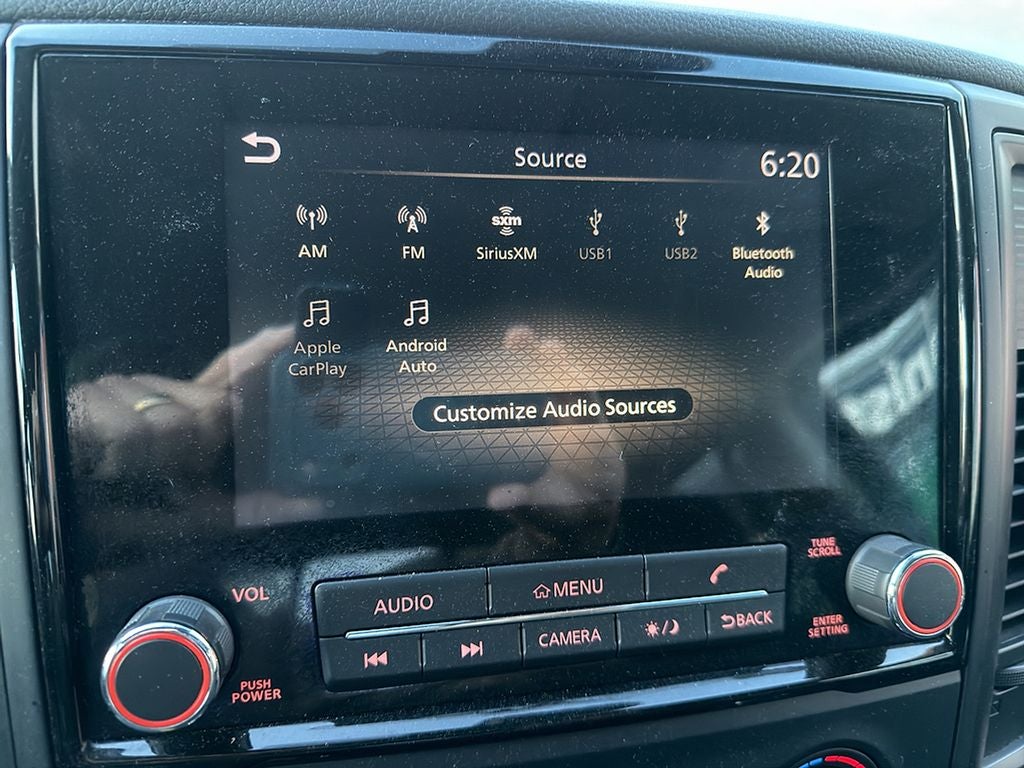 Source
6:20
AM
FM
sxm
SiriusXM
USB1
USB2
Bluetooth
Audio
Apple
CarPlay
Android
Auto
Customize Audio Sources
TUNE
SCROLL
VOL
AUDIO
MENU
ENTER
SETTING
CAMERA
BACK
PUSH
POWER